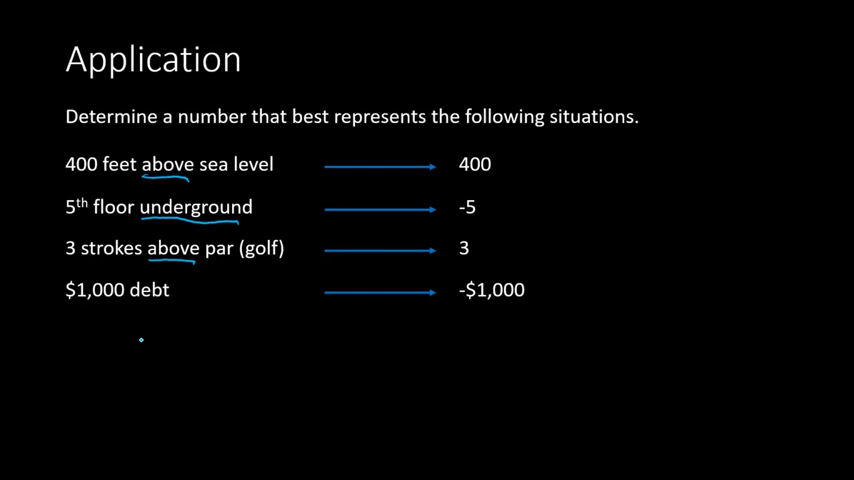 Application
Determine a number that best represents the following situations.
400 feet above sea level 400
5th floor underground -5
3 strokes above par (golf) 3
$1,000 debt -$1,000